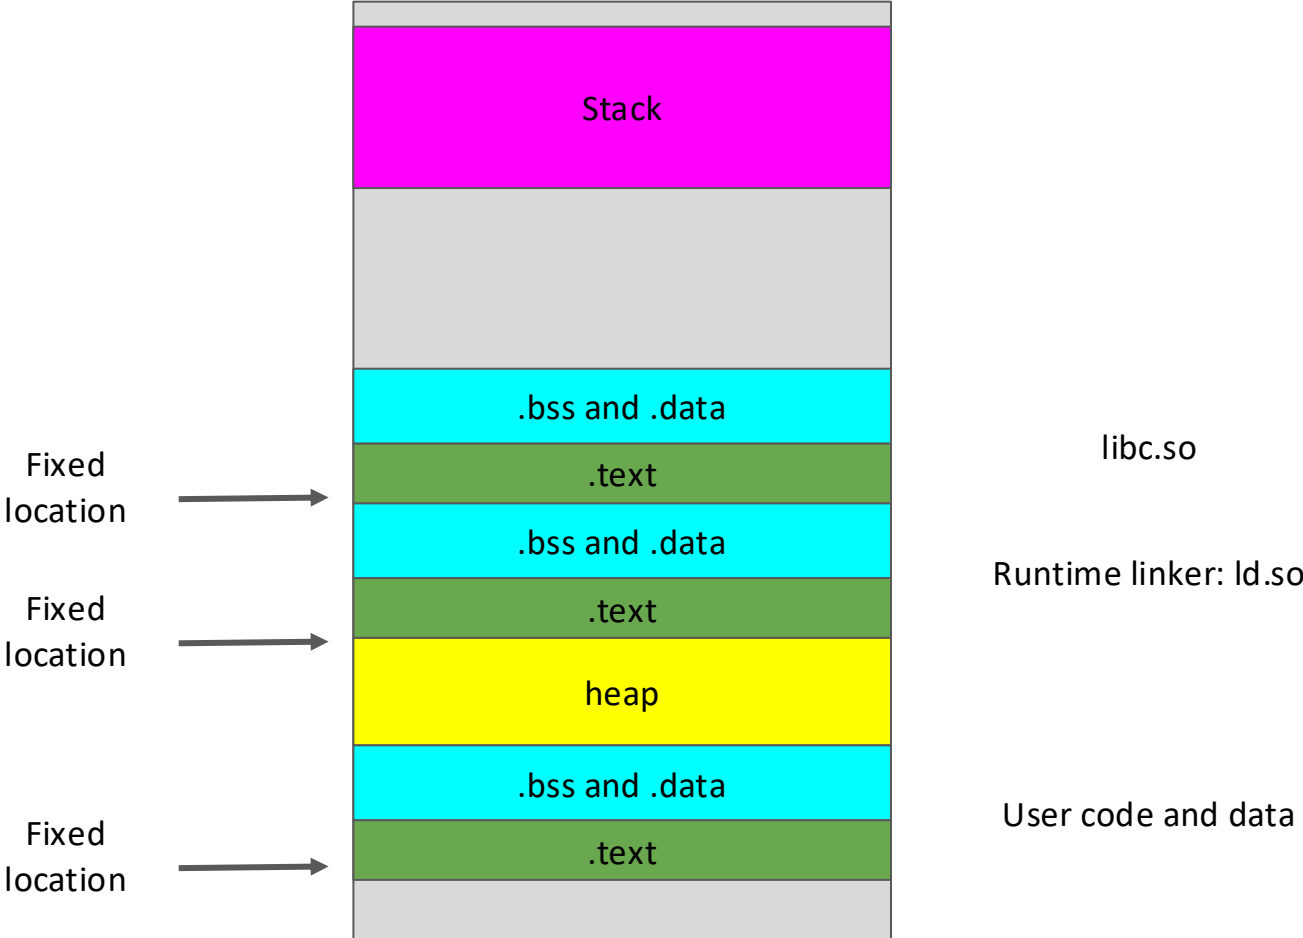 Stack
.bss and .data
libc.so
Fixed
location
.text
.bss and .data
Runtime linker: ld.so
Fixed
location
.text
heap
.bss and .data
User code and data
Fixed
location
.text